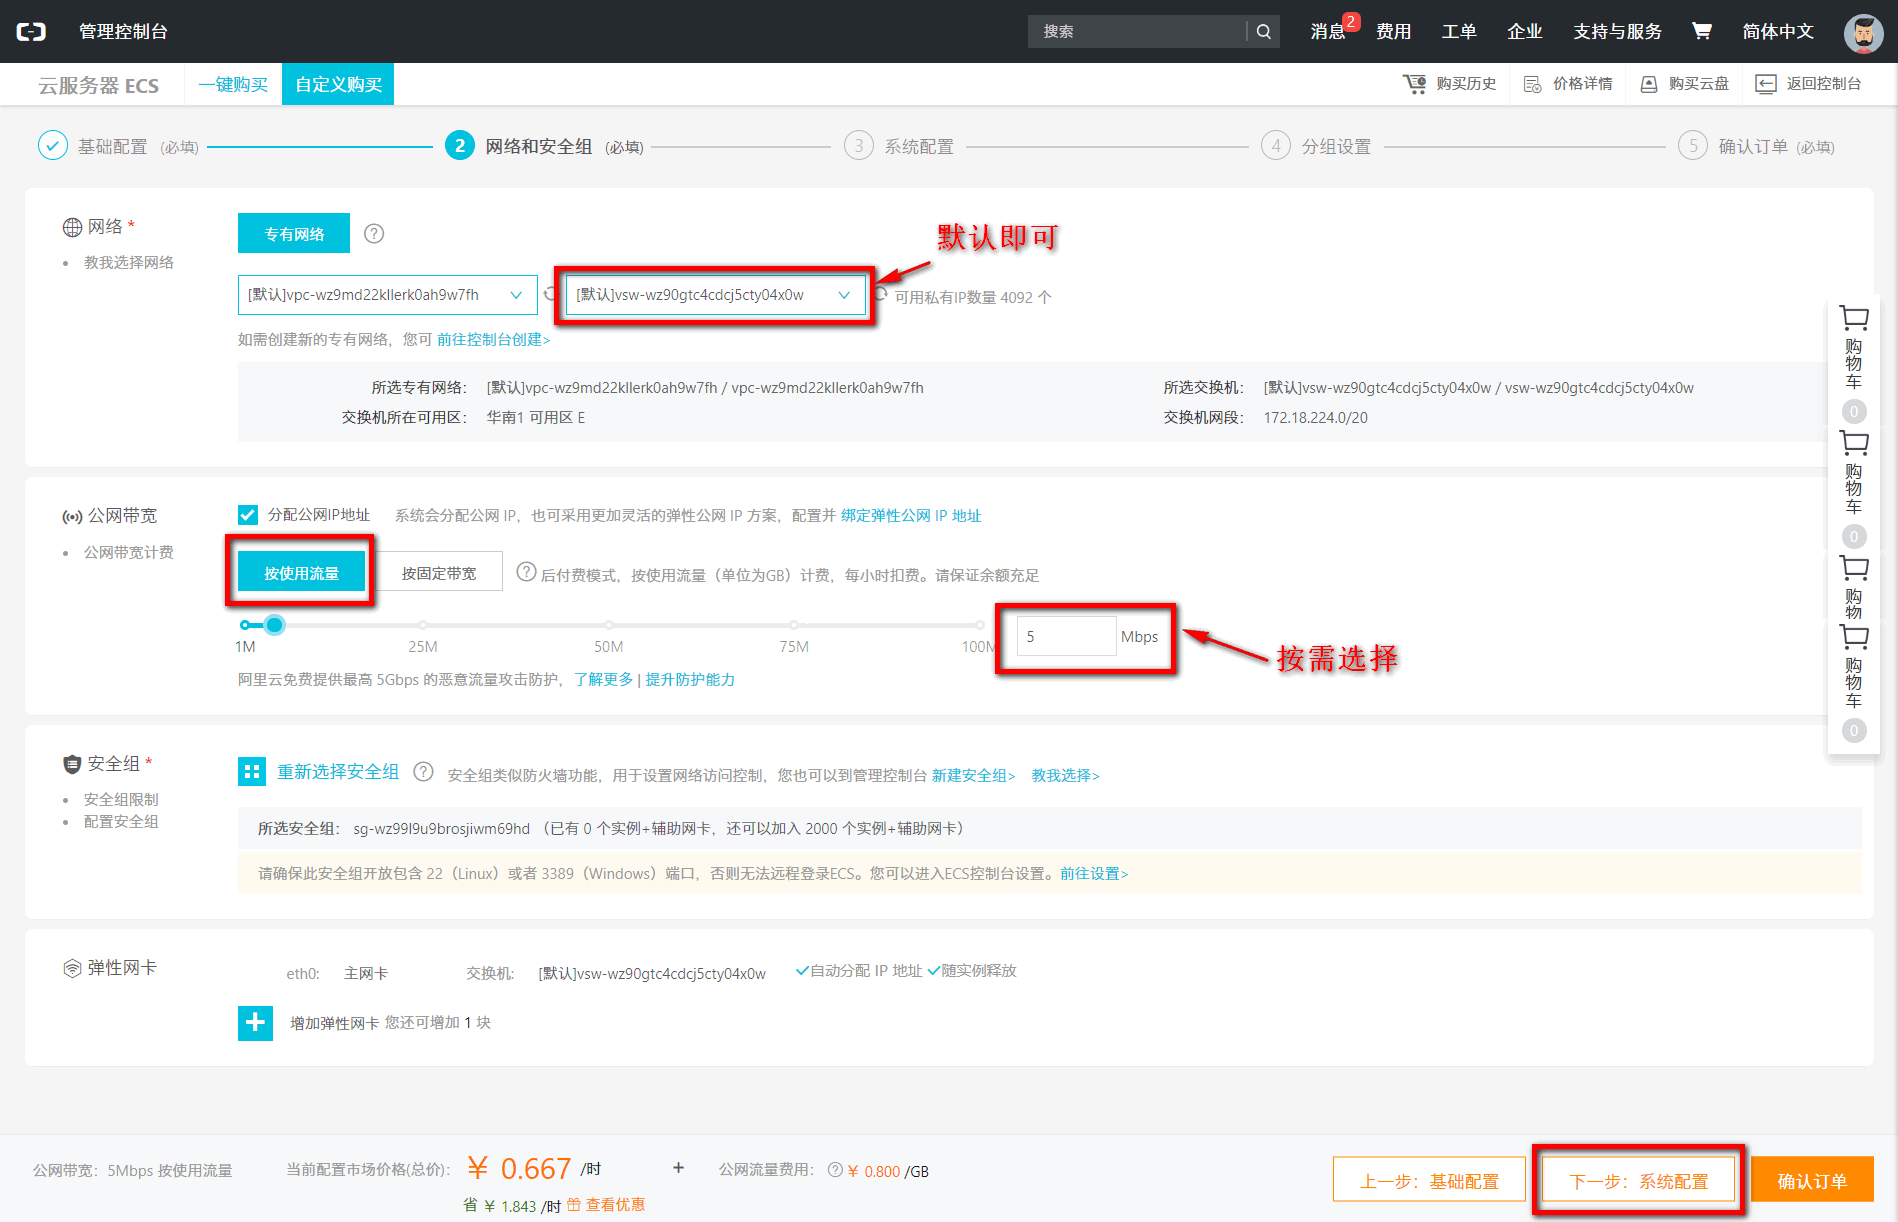 管理控制台 搜索 消息 2 费用 工单 企业 支持与服务 简体中文
云服务器 ECS 一键购买 自定义购买 购买历史 价格详情 购买云盘 返回控制台
基础配置 (必填) 2 网络和安全组 (必填) 3 系统配置 4 分组设置 5 确认订单 (必填)
网络 * 专有网络 ?
默认即可
教我选择网络
[默认]vpc-wz9md22kllerk0ah9w7fh [默认]vsw-wz90gtc4cdcj5cty04x0w 可用私有IP数量 4092 个
如需创建新的专有网络，您可 前往控制台创建>
所选专有网络： [默认]vpc-wz9md22kllerk0ah9w7fh / vpc-wz9md22kllerk0ah9w7fh 所选交换机： [默认]vsw-wz90gtc4cdcj5cty04x0w / vsw-wz90gtc4cdcj5cty04x0w
交换机所在可用区： 华南1 可用区 E 交换机网段： 172.18.224.0/20
公网带宽 分配公网IP地址 系统会分配公网 IP，也可采用更加灵活的弹性公网 IP 方案，配置并 绑定弹性公网 IP 地址
公网带宽计费
按使用流量 按固定带宽 ? 后付费模式，按使用流量（单位为GB）计费，每小时扣费。请保证余额充足
5 Mbps
按需选择
1M 25M 50M 75M 100M
阿里云免费提供最高 5Gbps 的恶意流量攻击防护，了解更多 | 提升防护能力
安全组 * 重新选择安全组 ? 安全组类似防火墙功能，用于设置网络访问控制，您也可以到管理控制台 新建安全组> 教我选择>
安全组限制
配置安全组
所选安全组： sg-wz99l9u9brosjiwm69hd （已有 0 个实例+辅助网卡，还可以加入 2000 个实例+辅助网卡）
请确保此安全组开放包含 22（Linux）或者 3389（Windows）端口，否则无法远程登录ECS。您可以进入ECS控制台设置。前往设置>
弹性网卡 eth0: 主网卡 交换机: [默认]vsw-wz90gtc4cdcj5cty04x0w 自动分配 IP 地址 随实例释放
增加弹性网卡 您还可增加 1 块
购物车
0
购物车
0
购物
购物车
0
公网带宽：5Mbps 按使用流量 当前配置市场价格(总价)： ¥ 0.667 /时 + 公网流量费用： ? ¥ 0.800 /GB
省 ¥ 1.843 /时 查看优惠
上一步：基础配置 下一步：系统配置 确认订单